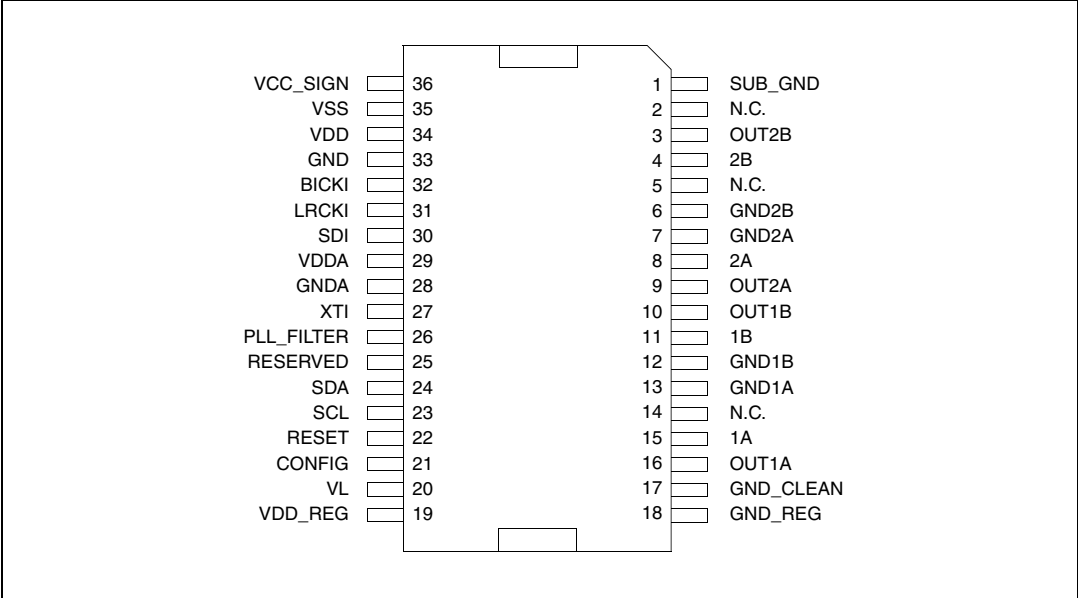 VCC_SIGN 36 1 SUB_GND
VSS 35 2 N.C.
VDD 34 3 OUT2B
GND 33 4 2B
BICKI 32 5 N.C.
LRCKI 31 6 GND2B
SDI 30 7 GND2A
VDDA 29 8 2A
GNDA 28 9 OUT2A
XTI 27 10 OUT1B
PLL_FILTER 26 11 1B
RESERVED 25 12 GND1B
SDA 24 13 GND1A
SCL 23 14 N.C.
RESET 22 15 1A
CONFIG 21 16 OUT1A
VL 20 17 GND_CLEAN
VDD_REG 19 18 GND_REG